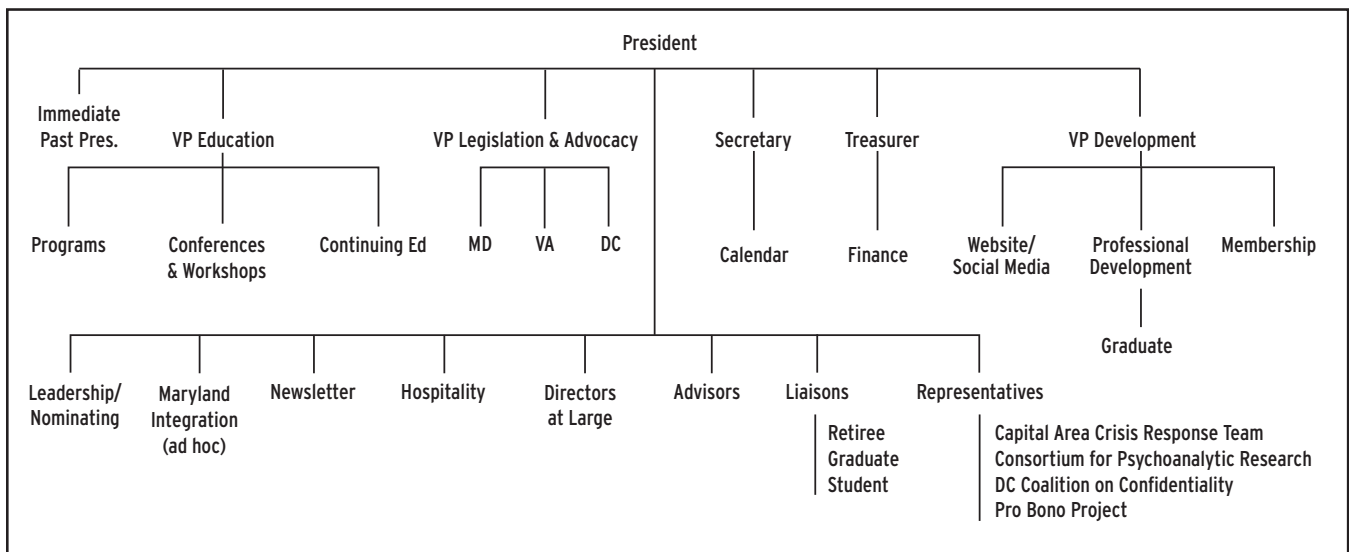 President
Immediate
Past Pres.
VP Education
VP Legislation & Advocacy
Secretary
Treasurer
VP Development
Programs
Conferences
& Workshops
Continuing Ed
MD
VA
DC
Calendar
Finance
Website/
Social Media
Professional
Development
Membership
Graduate
Leadership/
Nominating
Maryland
Integration
(ad hoc)
Newsletter
Hospitality
Directors
at Large
Advisors
Liaisons
Retiree
Graduate
Student
Representatives
Capital Area Crisis Response Team
Consortium for Psychoanalytic Research
DC Coalition on Confidentiality
Pro Bono Project